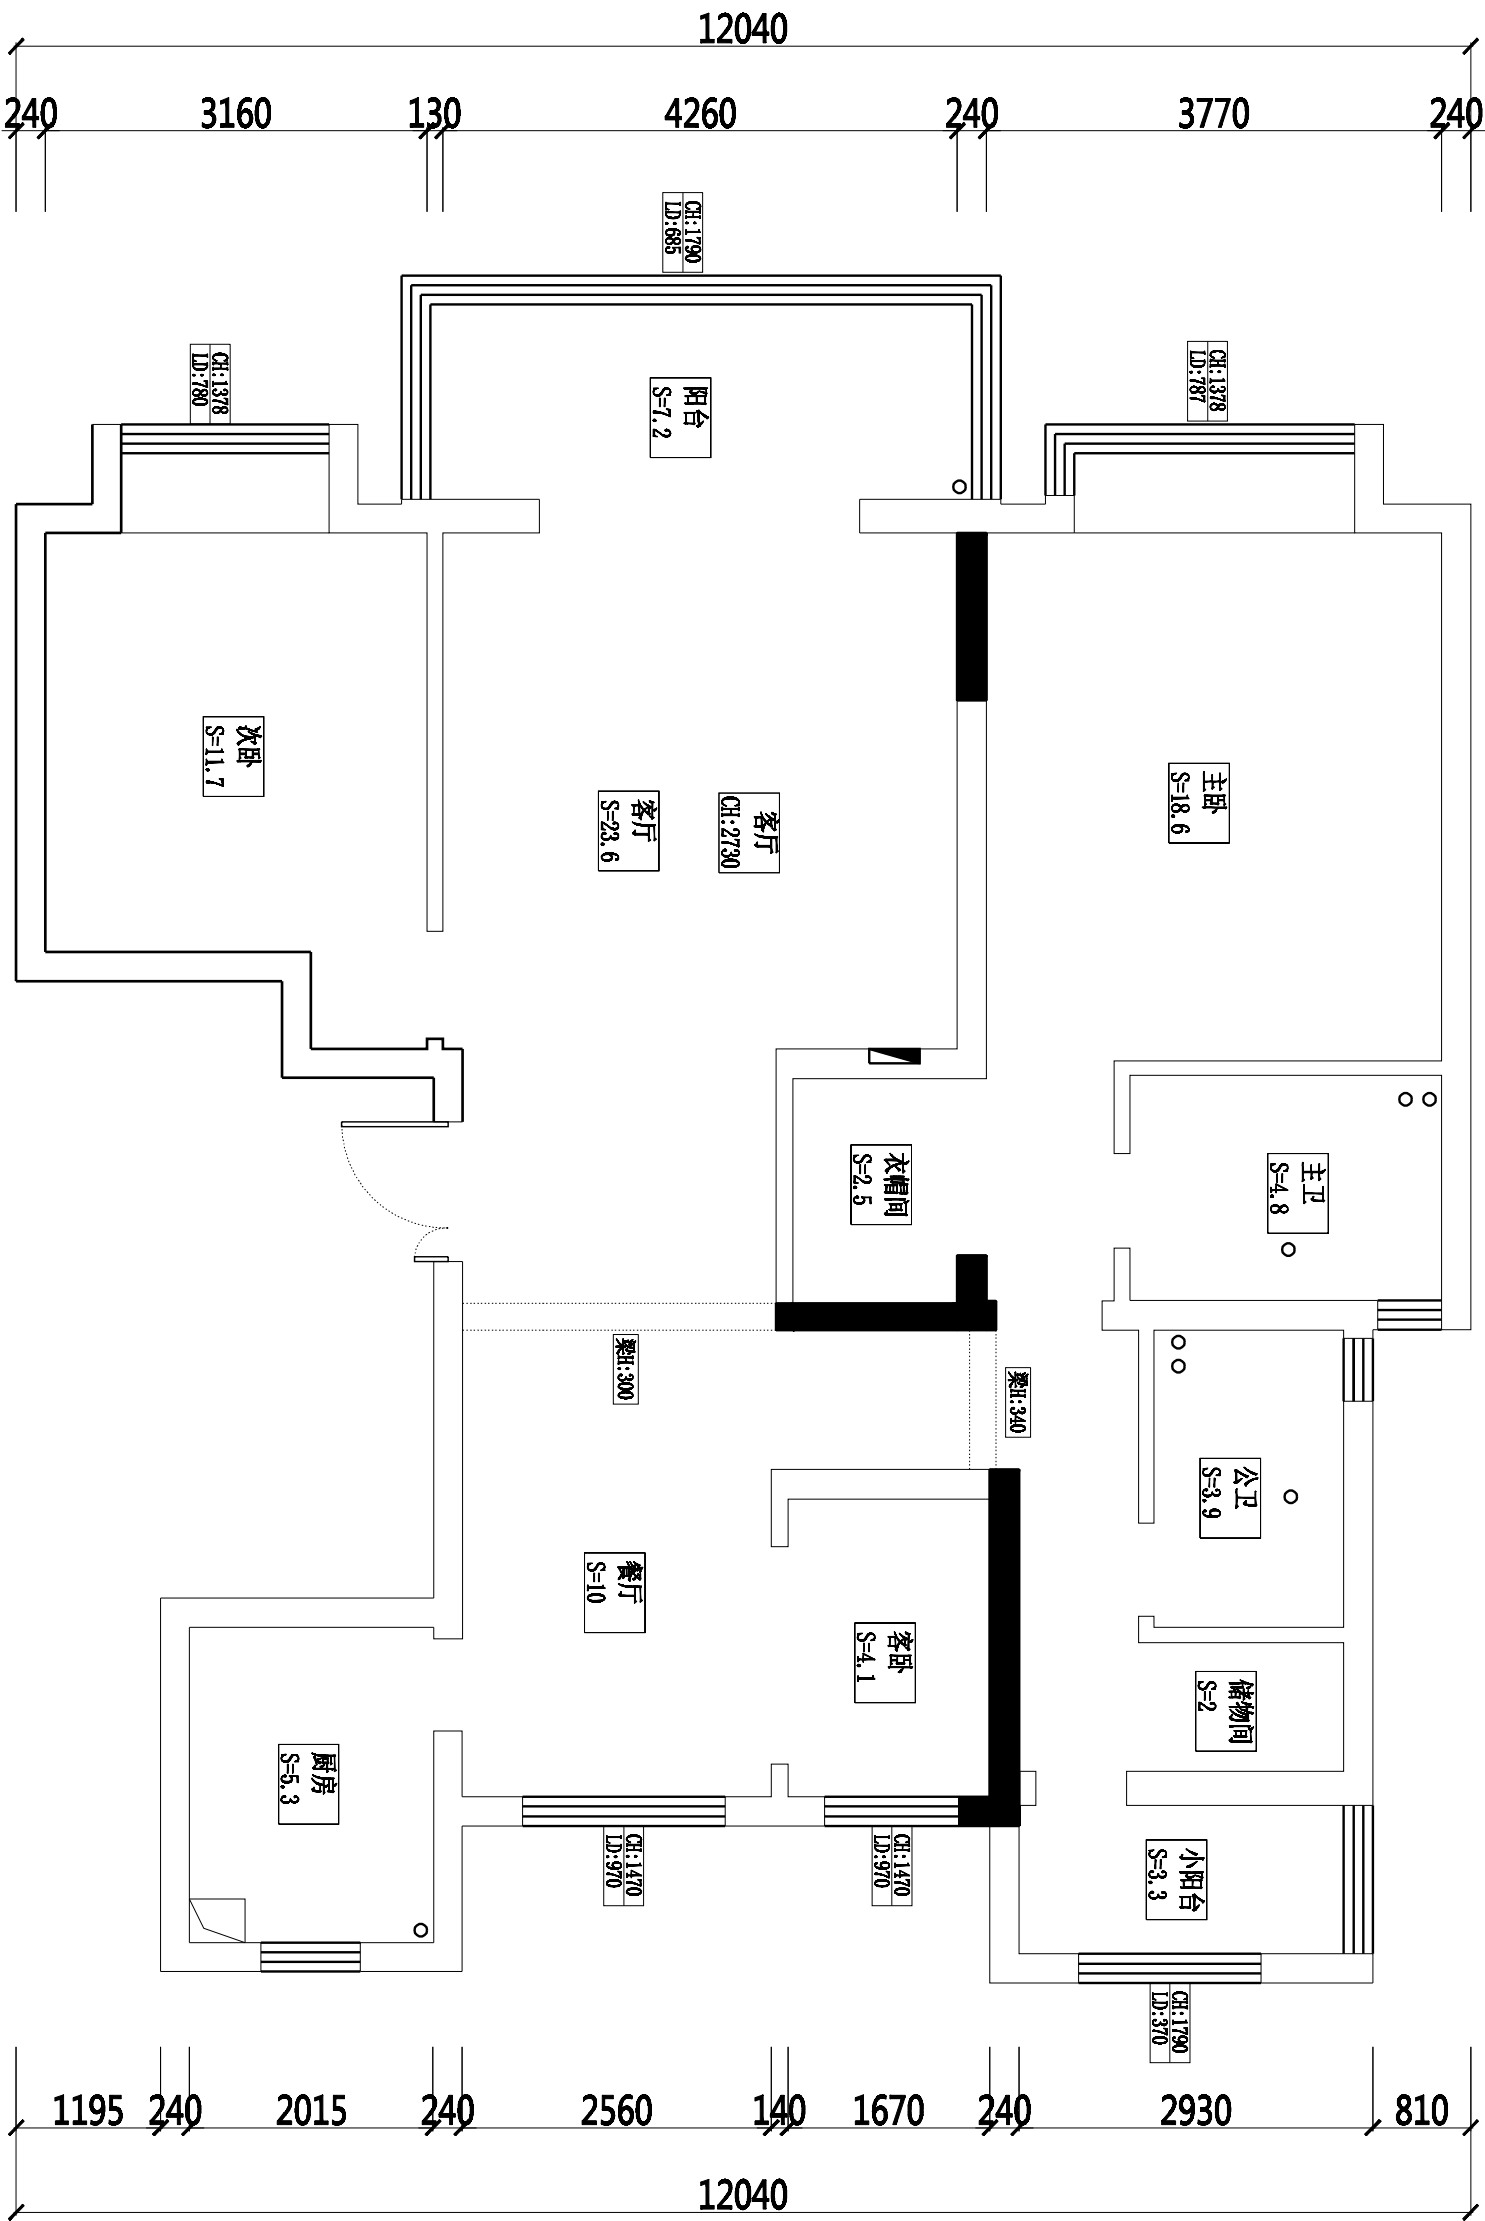 12040
240
3160
130
4260
240
3770
240
CH:1790
LD:685
CH:1378
LD:780
CH:1378
LD:787
阳台
S=7.2
次卧
S=11.7
客厅
S=23.6
客厅
CH:2730
主卧
S=18.6
衣帽间
S=2.5
主卫
S=4.8
梁H:300
梁H:340
公卫
S=3.9
餐厅
S=10
客卧
S=4.1
储物间
S=2
厨房
S=5.3
小阳台
S=3.3
CH:1470
LD:970
CH:1470
LD:970
CH:1790
LD:370
1195
240
2015
240
2560
140
1670
240
2930
810
12040